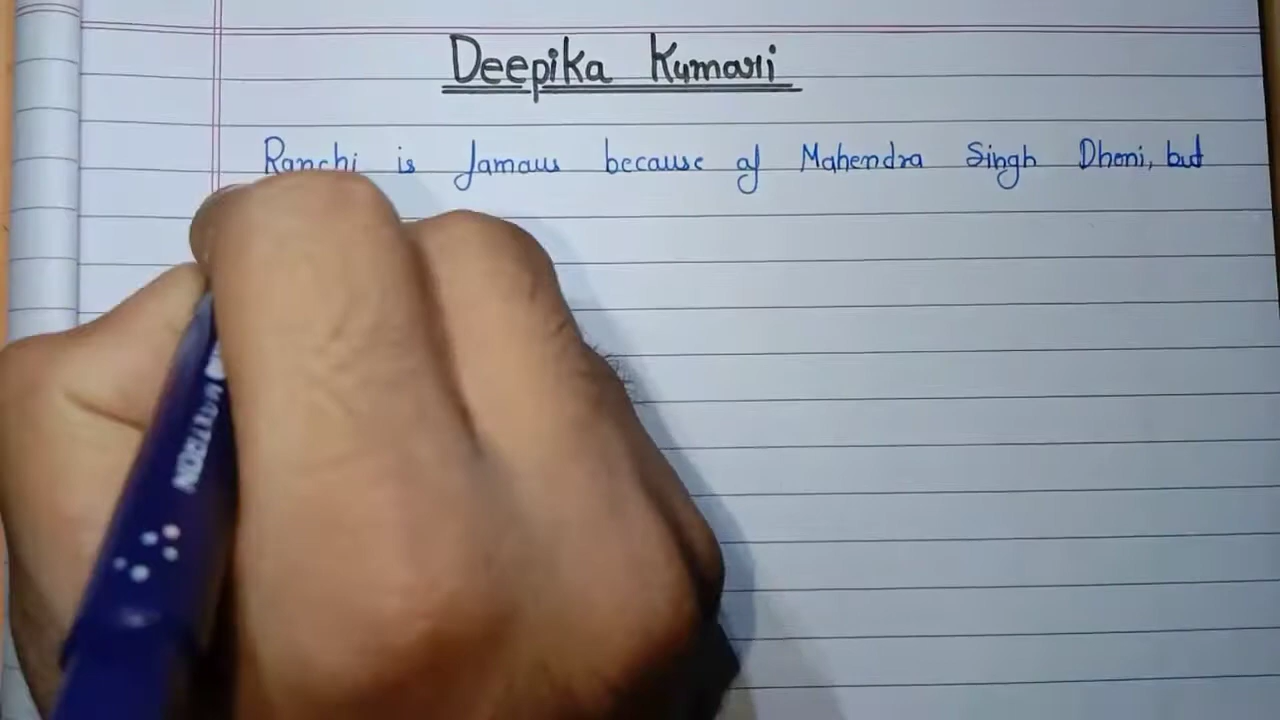 Deepika Kumari
Ranchi is famous because of Mahendra Singh Dhoni, but